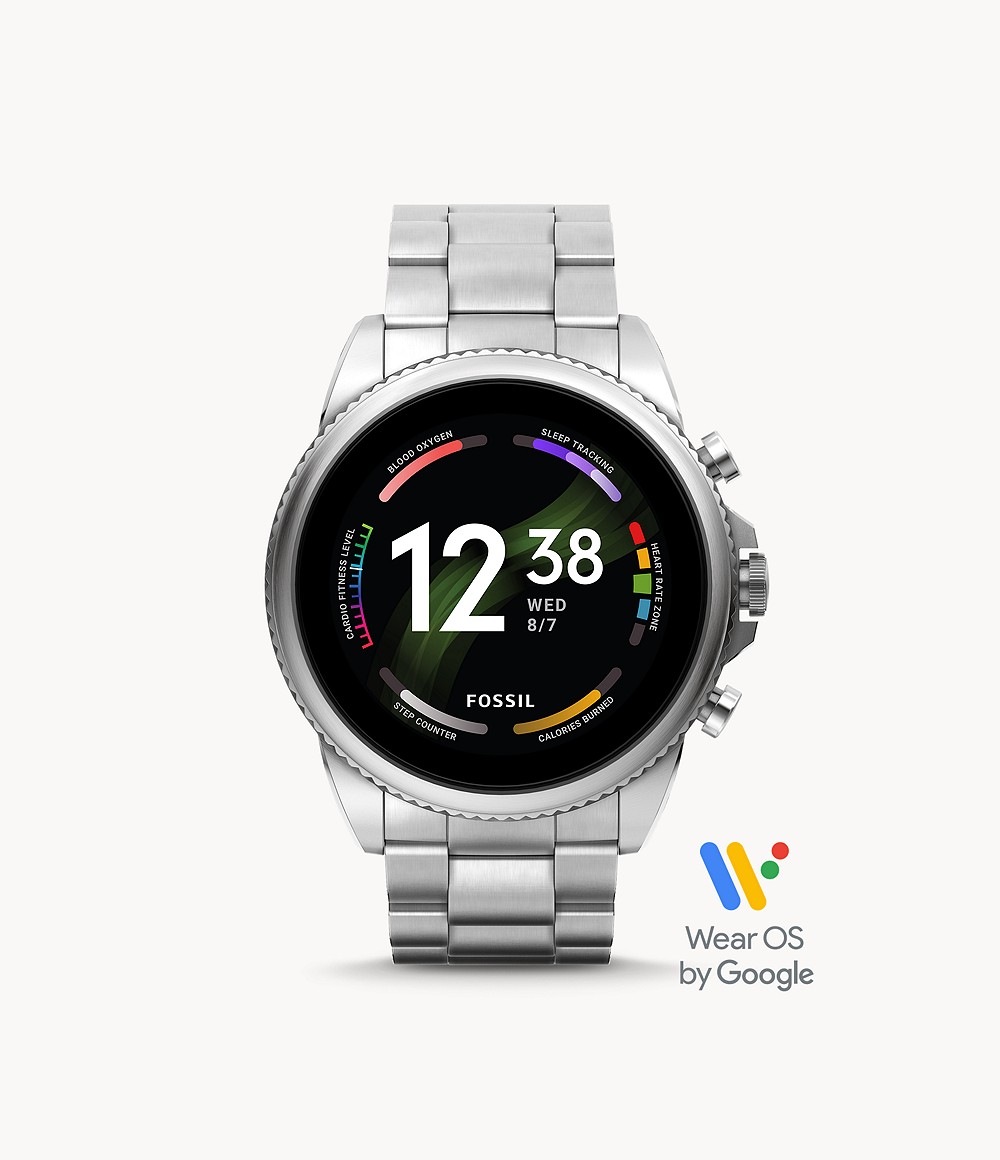 BLOOD OXYGEN
SLEEP TRACKING
CARDIO FITNESS LEVEL
HEART RATE ZONE
12 38
WED
8/7
FOSSIL
STEP COUNTER
CALORIES BURNED
Wear OS
by Google